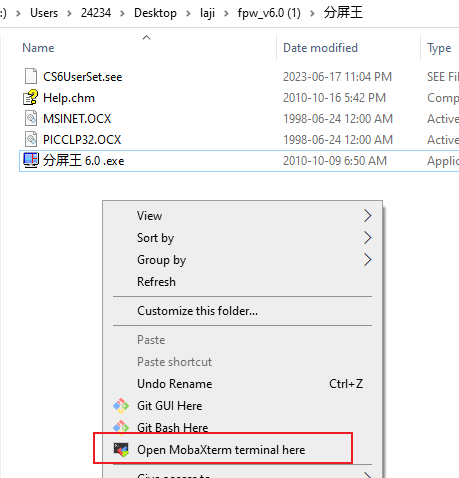 :) › Users › 24234 › Desktop › laji › fpw_v6.0 (1) › 分屏王
Name Date modified Type
CS6UserSet.see 2023-06-17 11:04 PM SEE Fil
Help.chm 2010-10-16 5:42 PM Comp
MSINET.OCX 1998-06-24 12:00 AM Active
PICCLP32.OCX 1998-06-24 12:00 AM Active
分屏王 6.0 .exe 2010-10-09 6:50 AM Applic
View
Sort by
Group by
Refresh
Customize this folder...
Paste
Paste shortcut
Undo Rename Ctrl+Z
Git GUI Here
Git Bash Here
Open MobaXterm terminal here
Give access to